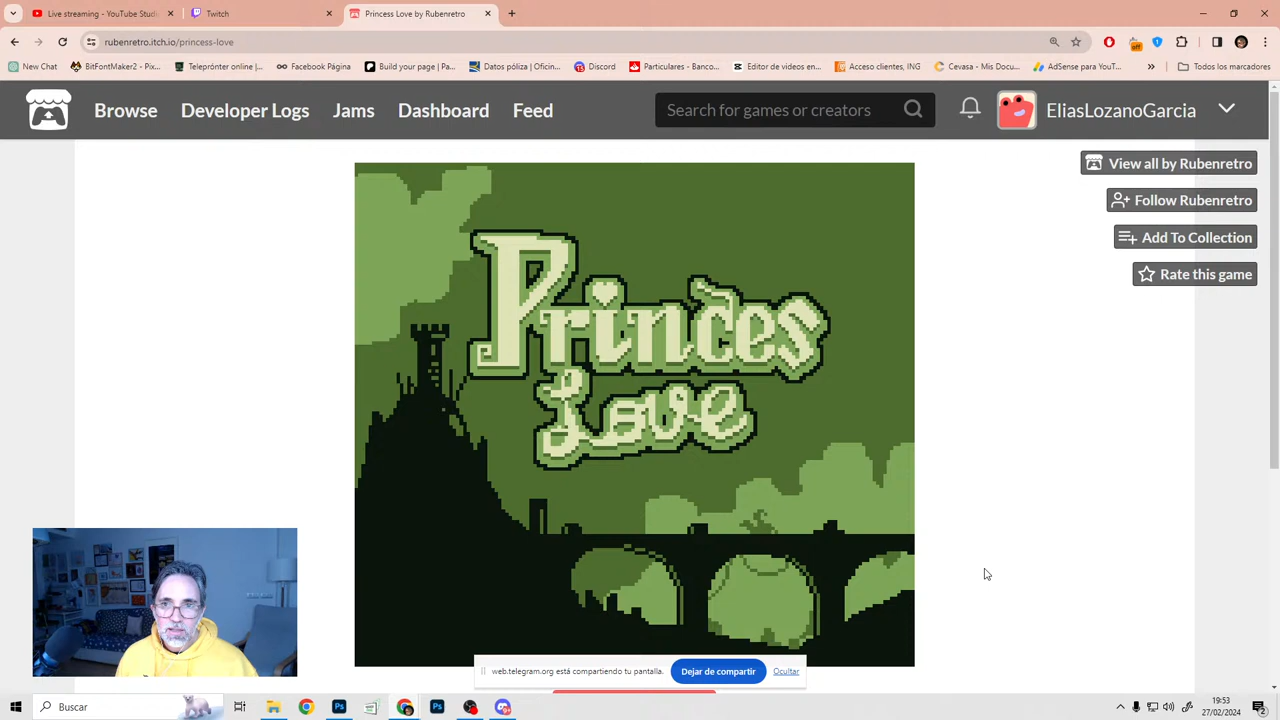 Live streaming - YouTube Stud
Twitch
Princess Love by Rubenretro
rubenretro.itch.io/princess-love
New Chat
BitFontMaker2 - Pix...
Teleprónter online |...
Facebook Página
Build your page | Pa...
Datos póliza | Oficin...
Discord
Particulares - Banco...
Editor de videos en...
Acceso clientes, ING
Cevasa - Mis Docu...
AdSense para YouT...
Todos los marcadores
Browse
Developer Logs
Jams
Dashboard
Feed
Search for games or creators
EliasLozanoGarcia
View all by Rubenretro
Follow Rubenretro
Add To Collection
Rate this game
Princes
Love
web.telegram.org está compartiendo tu pantalla.
Dejar de compartir
Ocultar
Buscar
19:53
27/02/2024
2